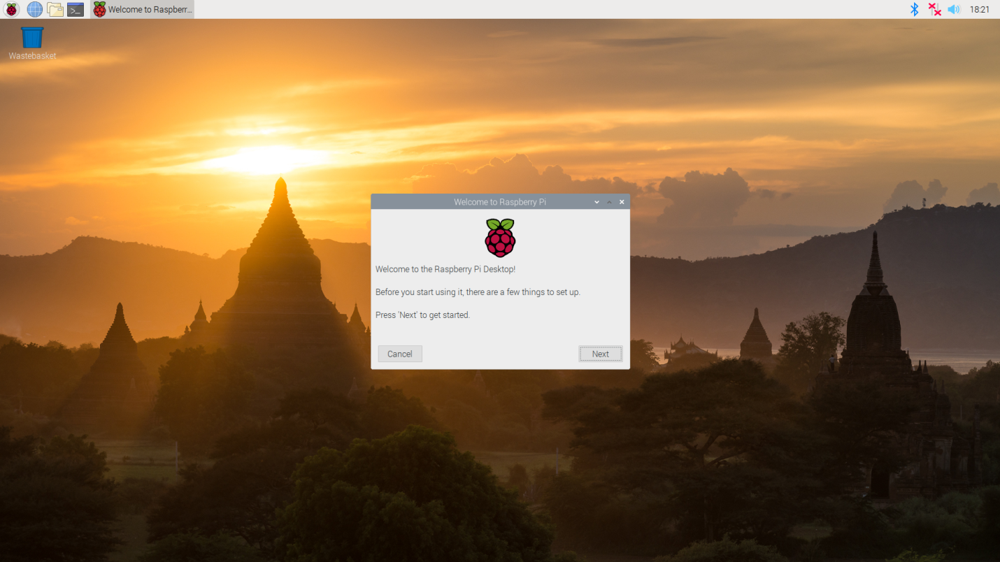 Welcome to Raspberr...
18:21
Wastebasket
Welcome to Raspberry Pi
Welcome to the Raspberry Pi Desktop!
Before you start using it, there are a few things to set up.
Press 'Next' to get started.
Cancel
Next